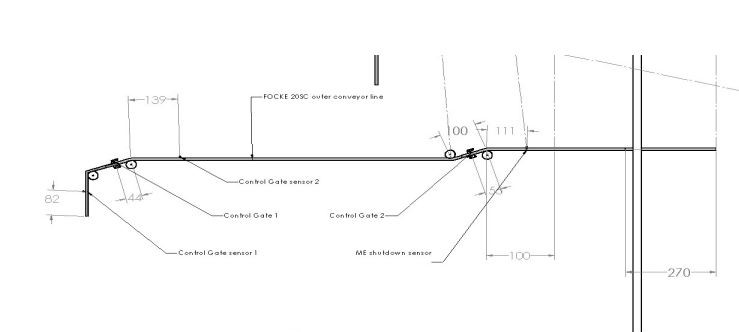 139
FOCKE 20SC outer conveyor line
100
111
Control Gate sensor 2
82
44
Control Gate 1
Control Gate 2
Control Gate sensor 1
ME shutdown sensor
100
270